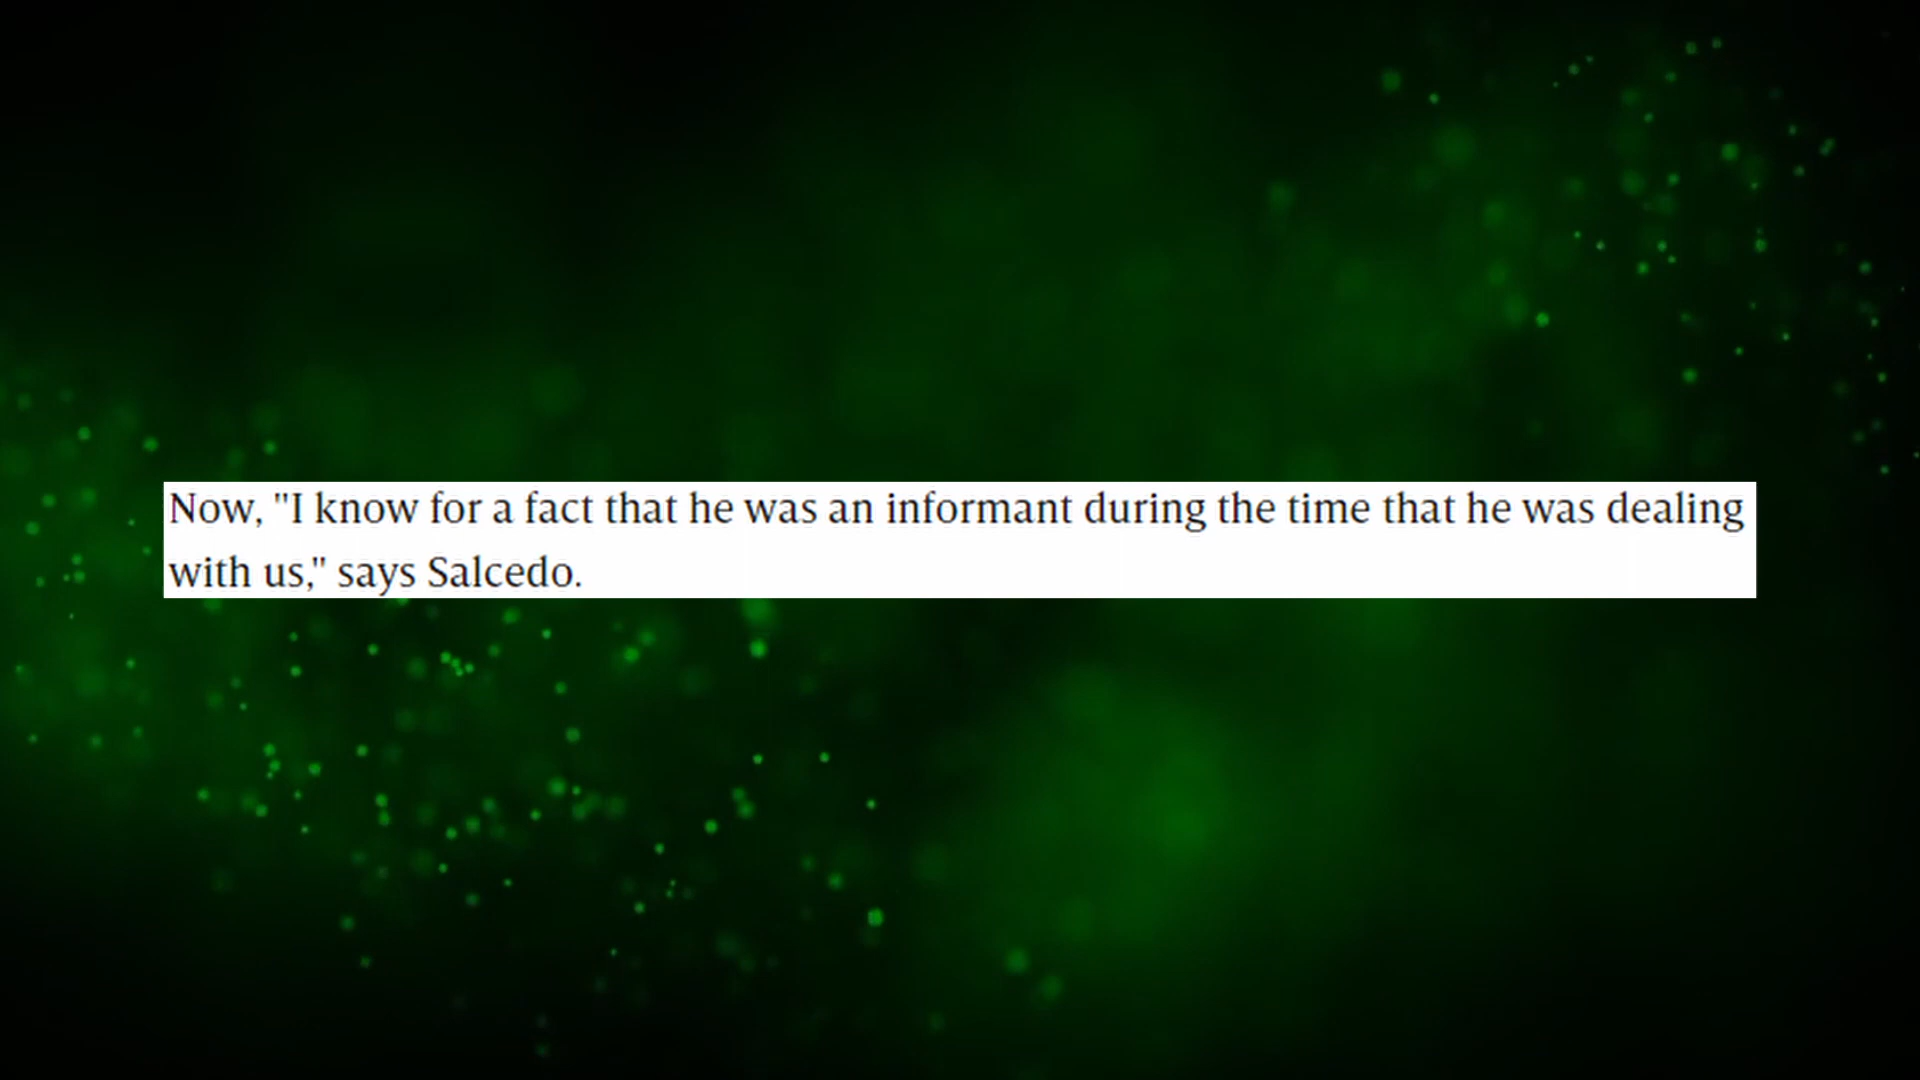 Now, "I know for a fact that he was an informant during the time that he was dealing
with us," says Salcedo.